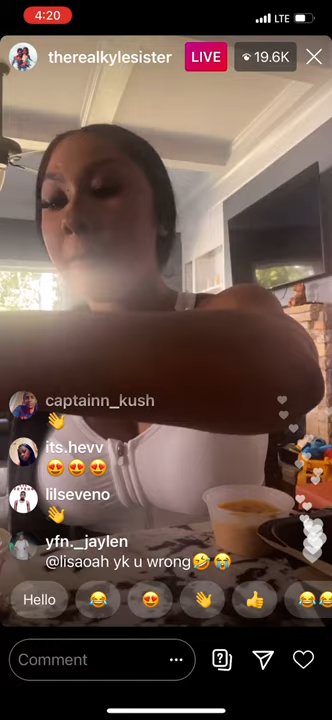 4:20
LTE
therealkylesister LIVE 19.6K
captainn_kush
👋
its.hevv
😍😍😍
lilseveno
👋
yfn._jaylen
@lisaoah yk u wrong🤣😭
Hello 😂 😍 👋 👍 😂😂
Comment